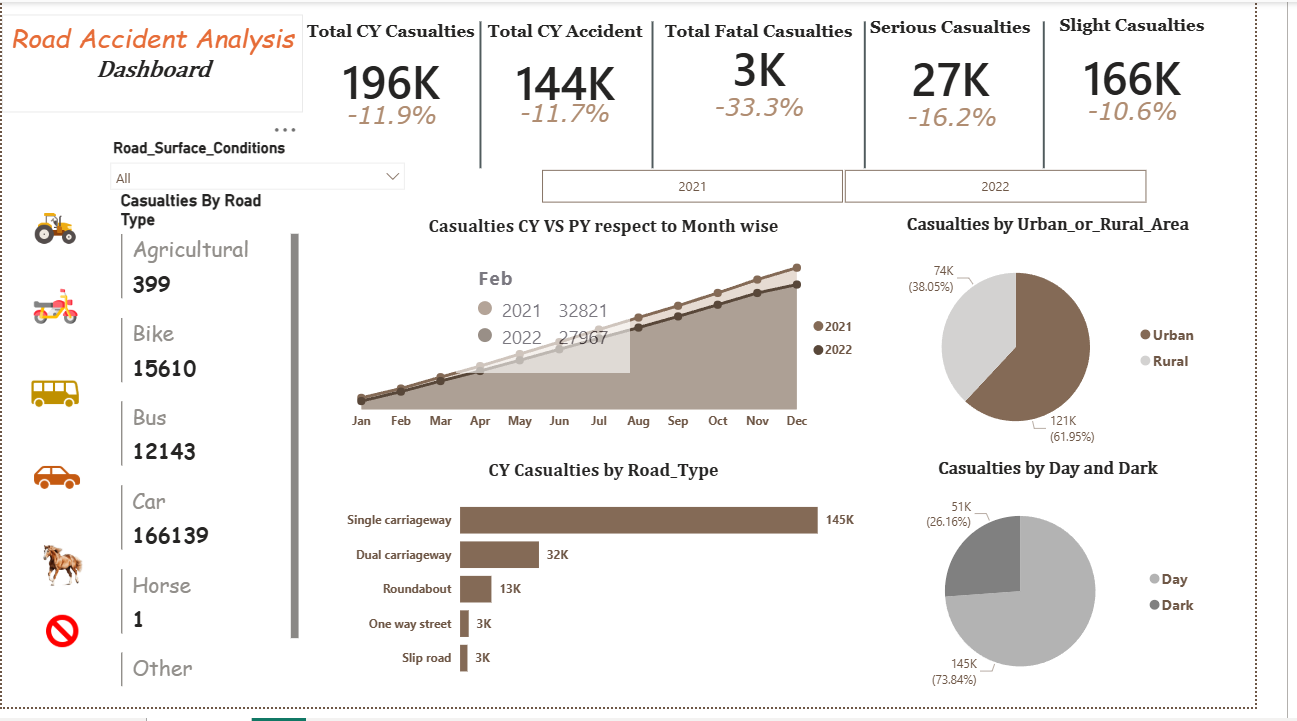 Road Accident Analysis
Dashboard
Total CY Casualties
196K
-11.9%
Total CY Accident
144K
-11.7%
Total Fatal Casualties
3K
-33.3%
Serious Casualties
27K
-16.2%
Slight Casualties
166K
-10.6%
Road_Surface_Conditions
All
2021
2022
Casualties By Road
Type
Agricultural
399
Bike
15610
Bus
12143
Car
166139
Horse
1
Other
Casualties CY VS PY respect to Month wise
Feb
2021 32821
2022 27967
2021
2022
Jan Feb Mar Apr May Jun Jul Aug Sep Oct Nov Dec
Casualties by Urban_or_Rural_Area
74K
(38.05%)
121K
(61.95%)
Urban
Rural
CY Casualties by Road_Type
Single carriageway 145K
Dual carriageway 32K
Roundabout 13K
One way street 3K
Slip road 3K
Casualties by Day and Dark
51K
(26.16%)
145K
(73.84%)
Day
Dark